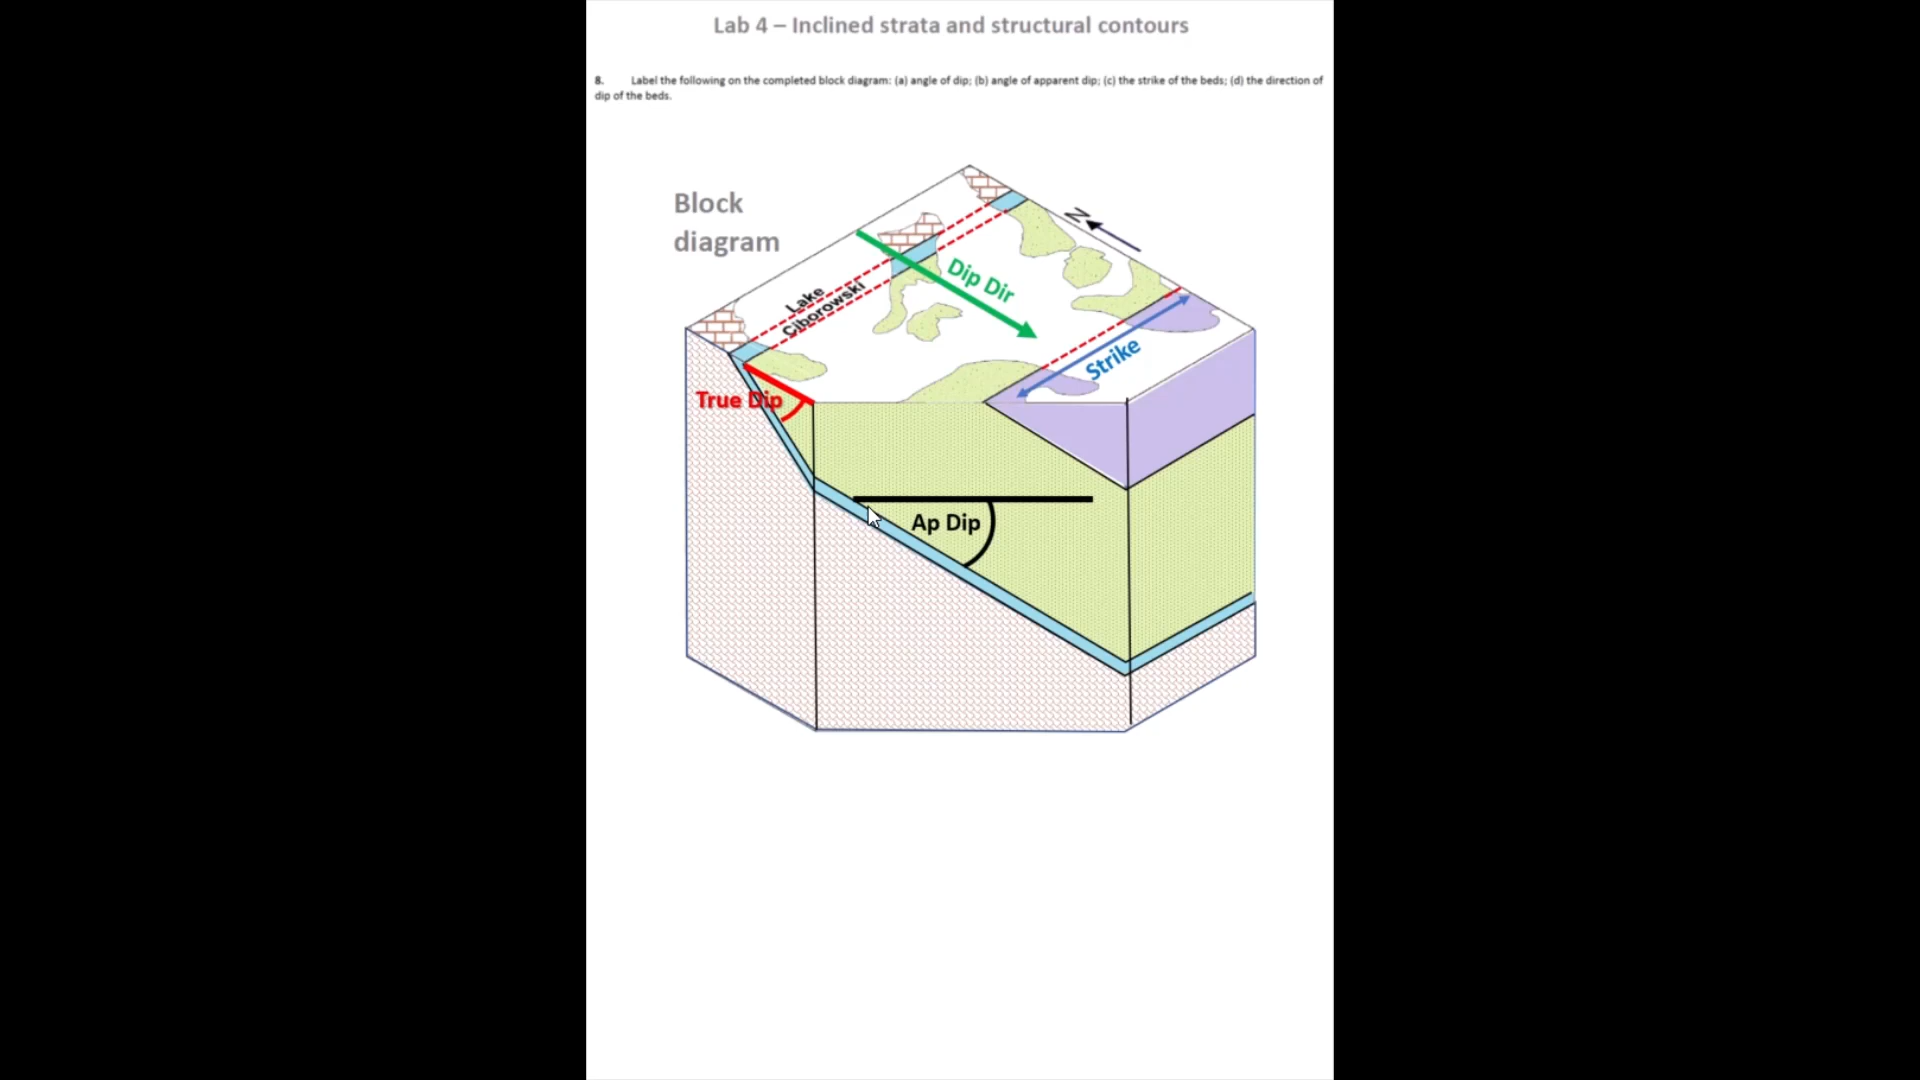 Lab 4 – Inclined strata and structural contours
8. Label the following on the completed block diagram: (a) angle of dip; (b) angle of apparent dip; (c) the strike of the beds; (d) the direction of
dip of the beds.
Block
diagram
N
Dip Dir
Lake
Ciborowski
Strike
True Dip
Ap Dip